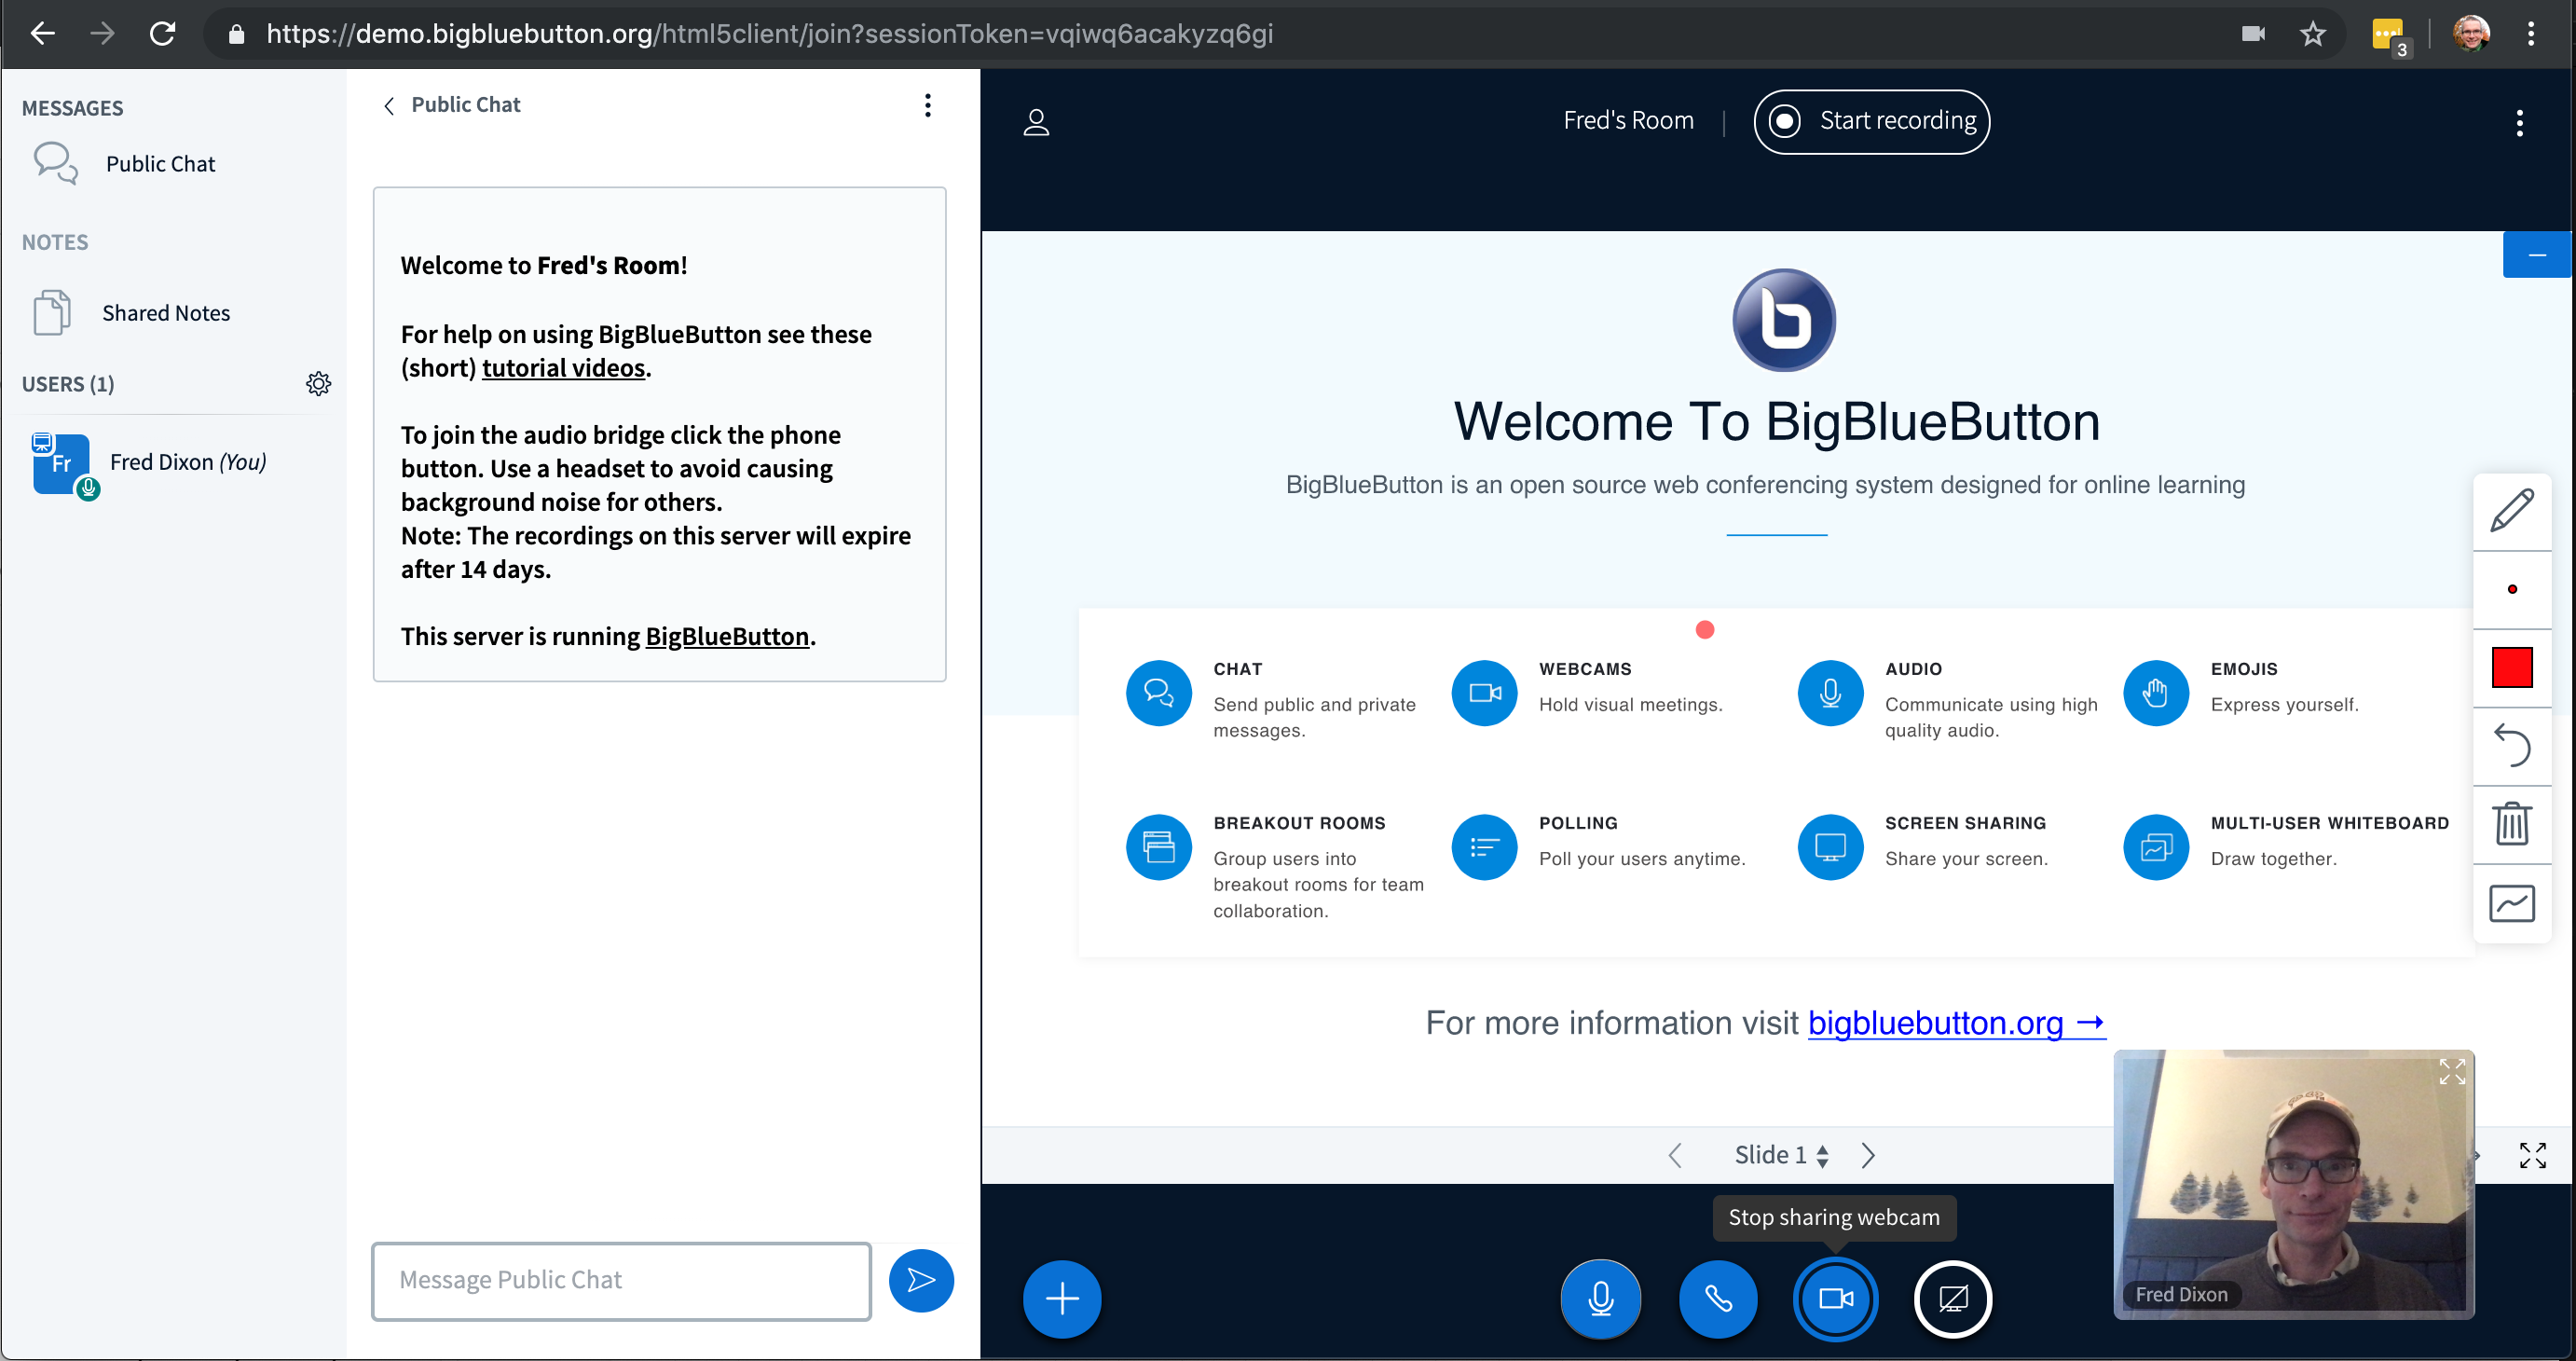 https://demo.bigbluebutton.org/html5client/join?sessionToken=vqiwq6acakyzq6gi
3
MESSAGES
Public Chat
NOTES
Shared Notes
USERS (1)
Fr
Fred Dixon (You)
Public Chat
Welcome to Fred's Room!
For help on using BigBlueButton see these
(short) tutorial videos.
To join the audio bridge click the phone
button. Use a headset to avoid causing
background noise for others.
Note: The recordings on this server will expire
after 14 days.
This server is running BigBlueButton.
Message Public Chat
Fred's Room
Start recording
Welcome To BigBlueButton
BigBlueButton is an open source web conferencing system designed for online learning
CHAT
Send public and private
messages.
WEBCAMS
Hold visual meetings.
AUDIO
Communicate using high
quality audio.
EMOJIS
Express yourself.
BREAKOUT ROOMS
Group users into
breakout rooms for team
collaboration.
POLLING
Poll your users anytime.
SCREEN SHARING
Share your screen.
MULTI-USER WHITEBOARD
Draw together.
For more information visit bigbluebutton.org →
Slide 1
Stop sharing webcam
Fred Dixon